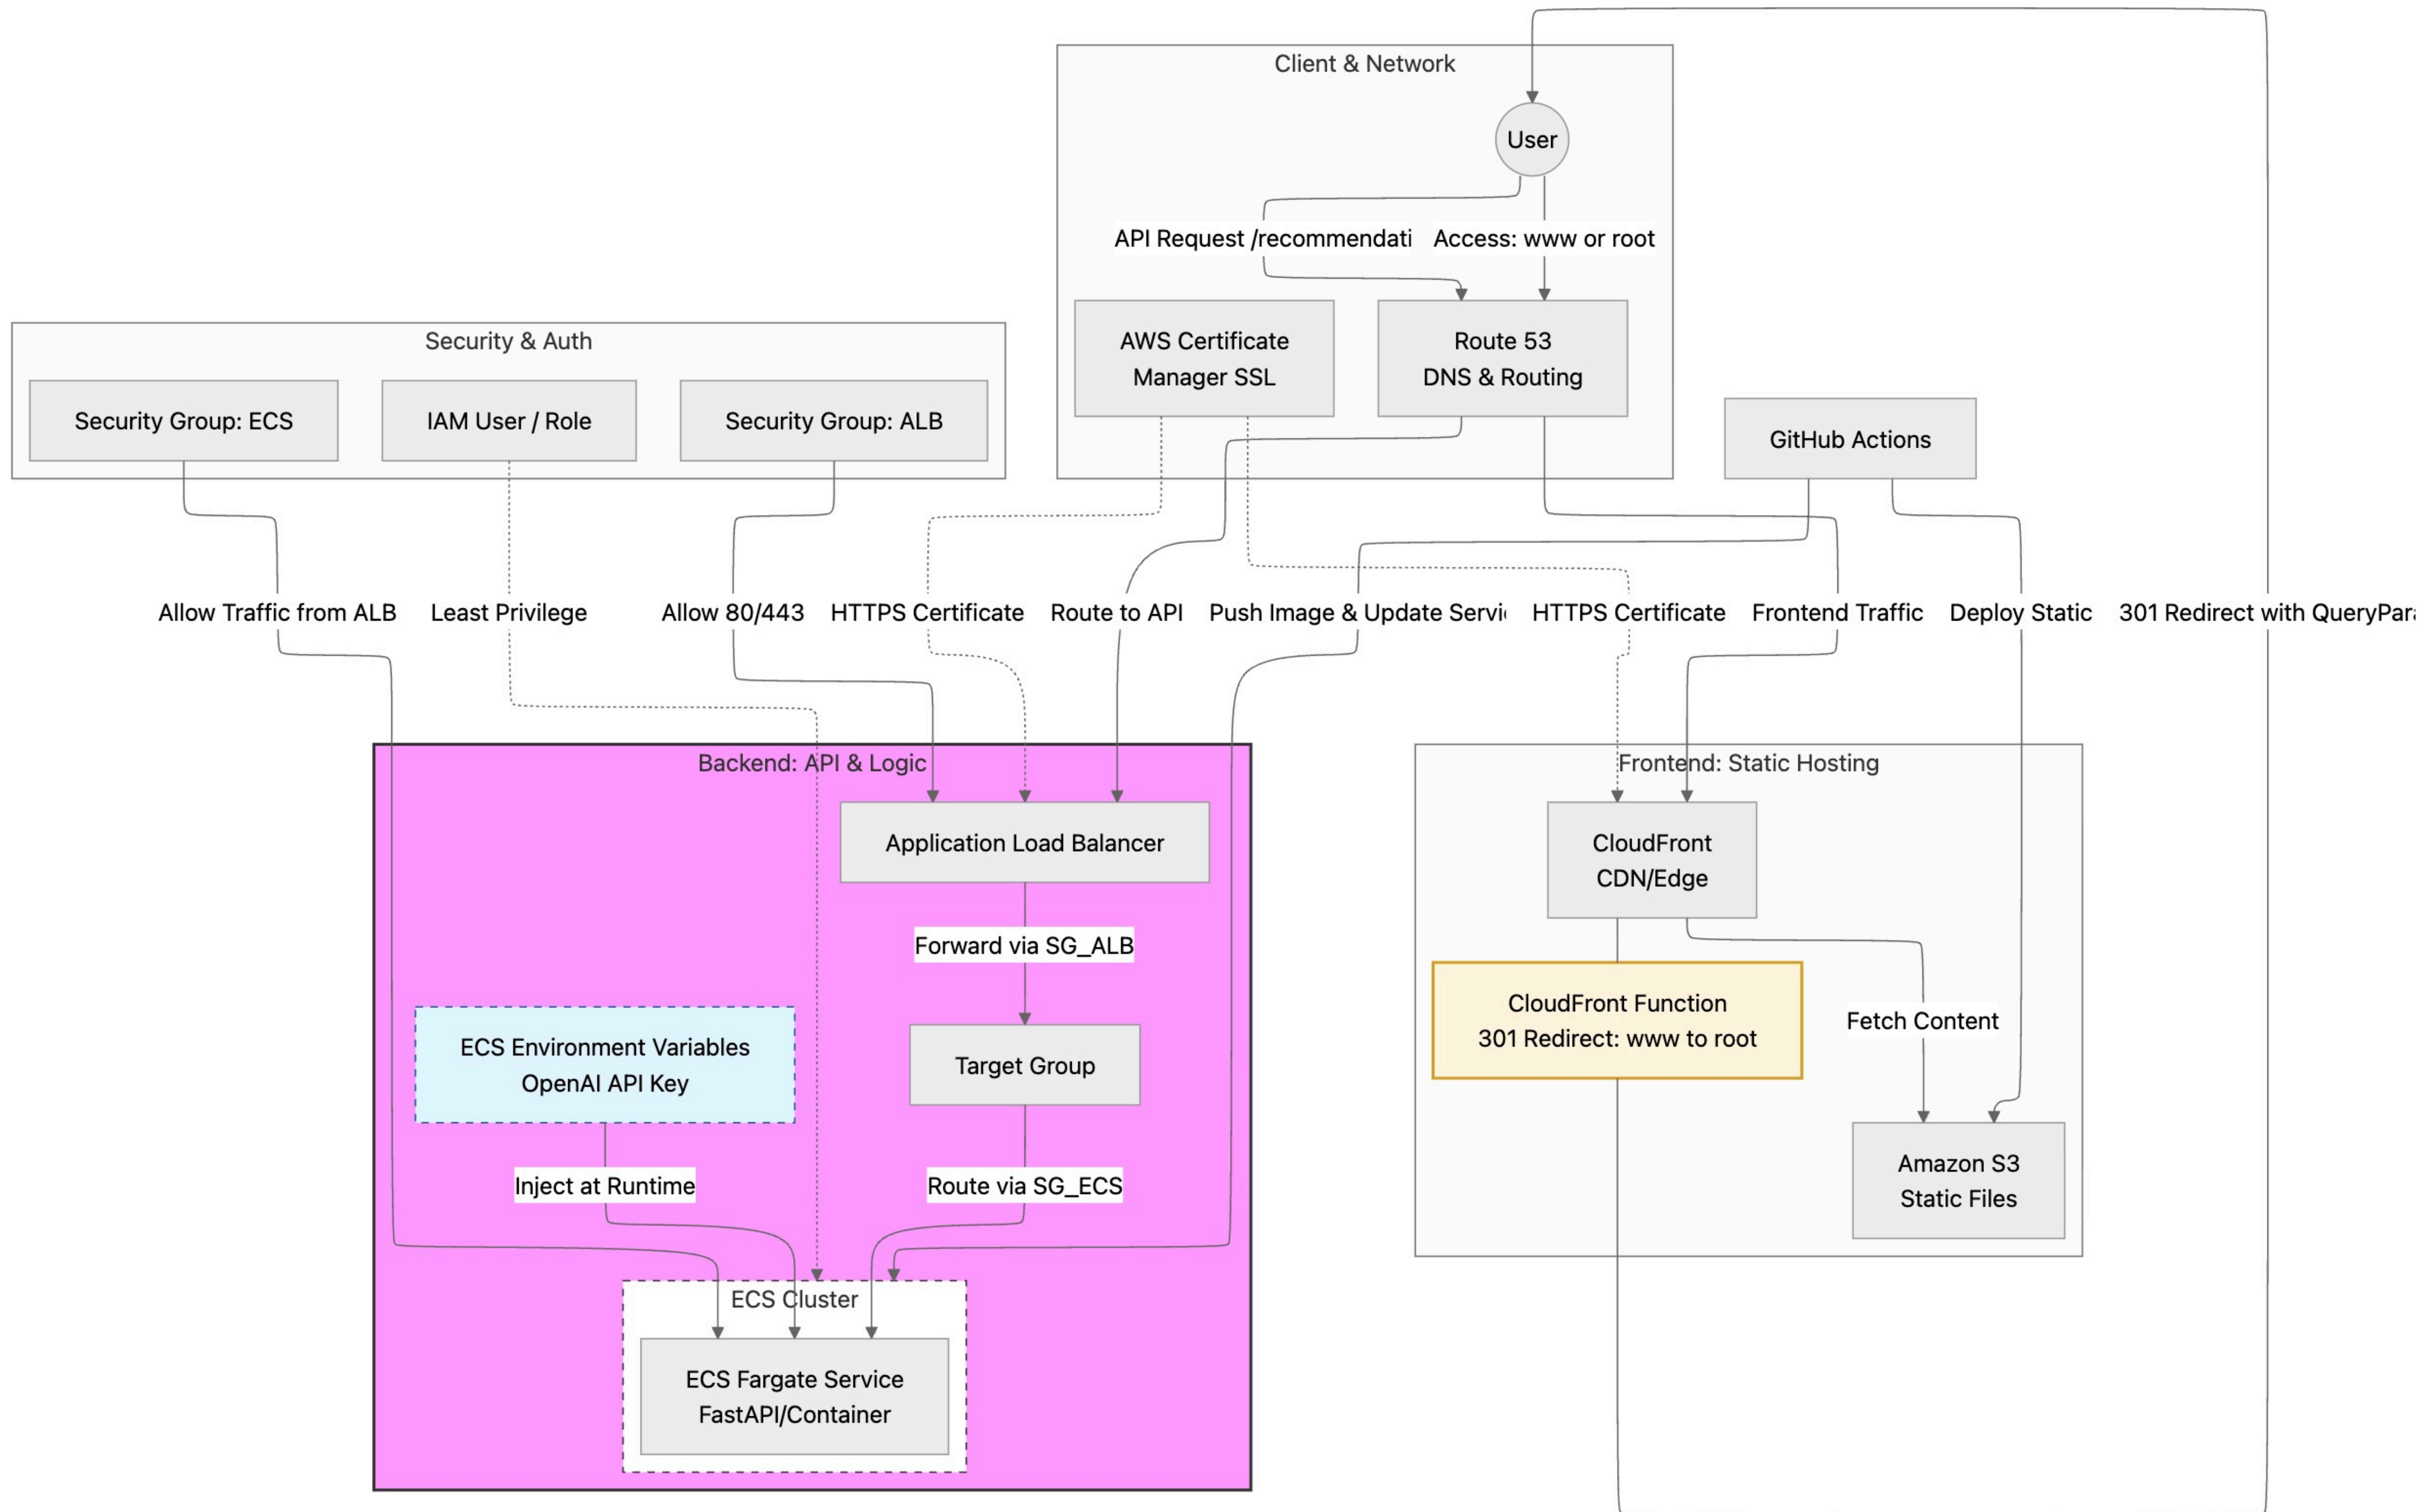 Client & Network
User
API Request /recommendati
Access: www or root
AWS Certificate
Manager SSL
Route 53
DNS & Routing
Security & Auth
Security Group: ECS
IAM User / Role
Security Group: ALB
GitHub Actions
Allow Traffic from ALB
Least Privilege
Allow 80/443
HTTPS Certificate
Route to API
Push Image & Update Servi
HTTPS Certificate
Frontend Traffic
Deploy Static
301 Redirect with QueryPara
Backend: API & Logic
Application Load Balancer
Forward via SG_ALB
Target Group
ECS Environment Variables
OpenAI API Key
Inject at Runtime
Route via SG_ECS
ECS Cluster
ECS Fargate Service
FastAPI/Container
Frontend: Static Hosting
CloudFront
CDN/Edge
CloudFront Function
301 Redirect: www to root
Fetch Content
Amazon S3
Static Files